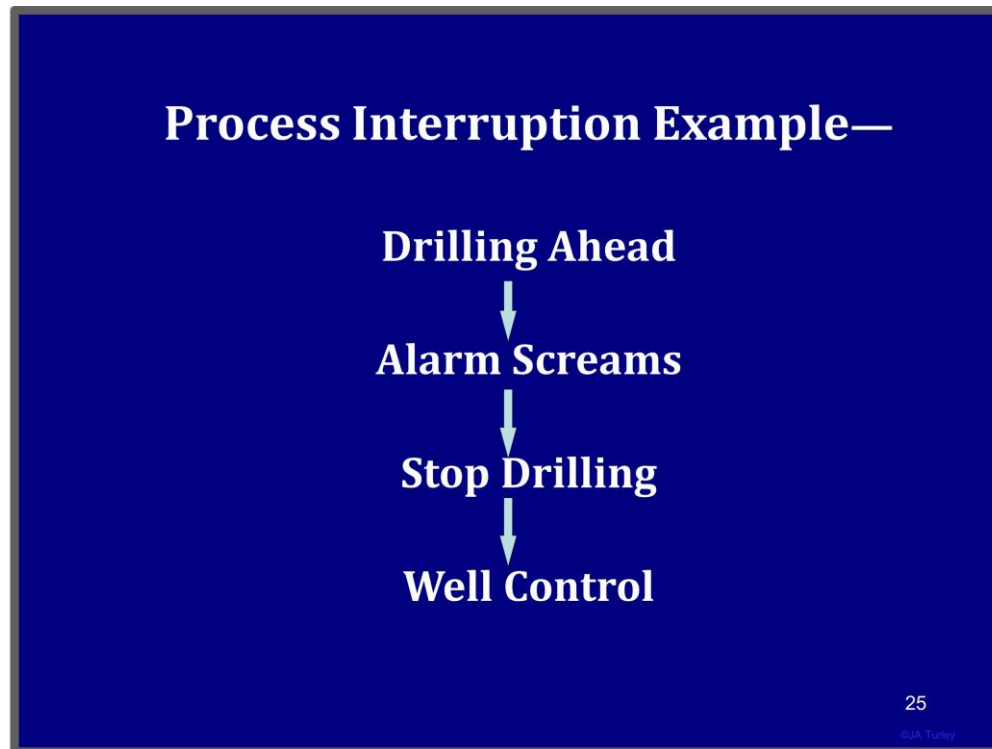 Process Interruption Example—
Drilling Ahead
Alarm Screams
Stop Drilling
Well Control
25
©JA Turley